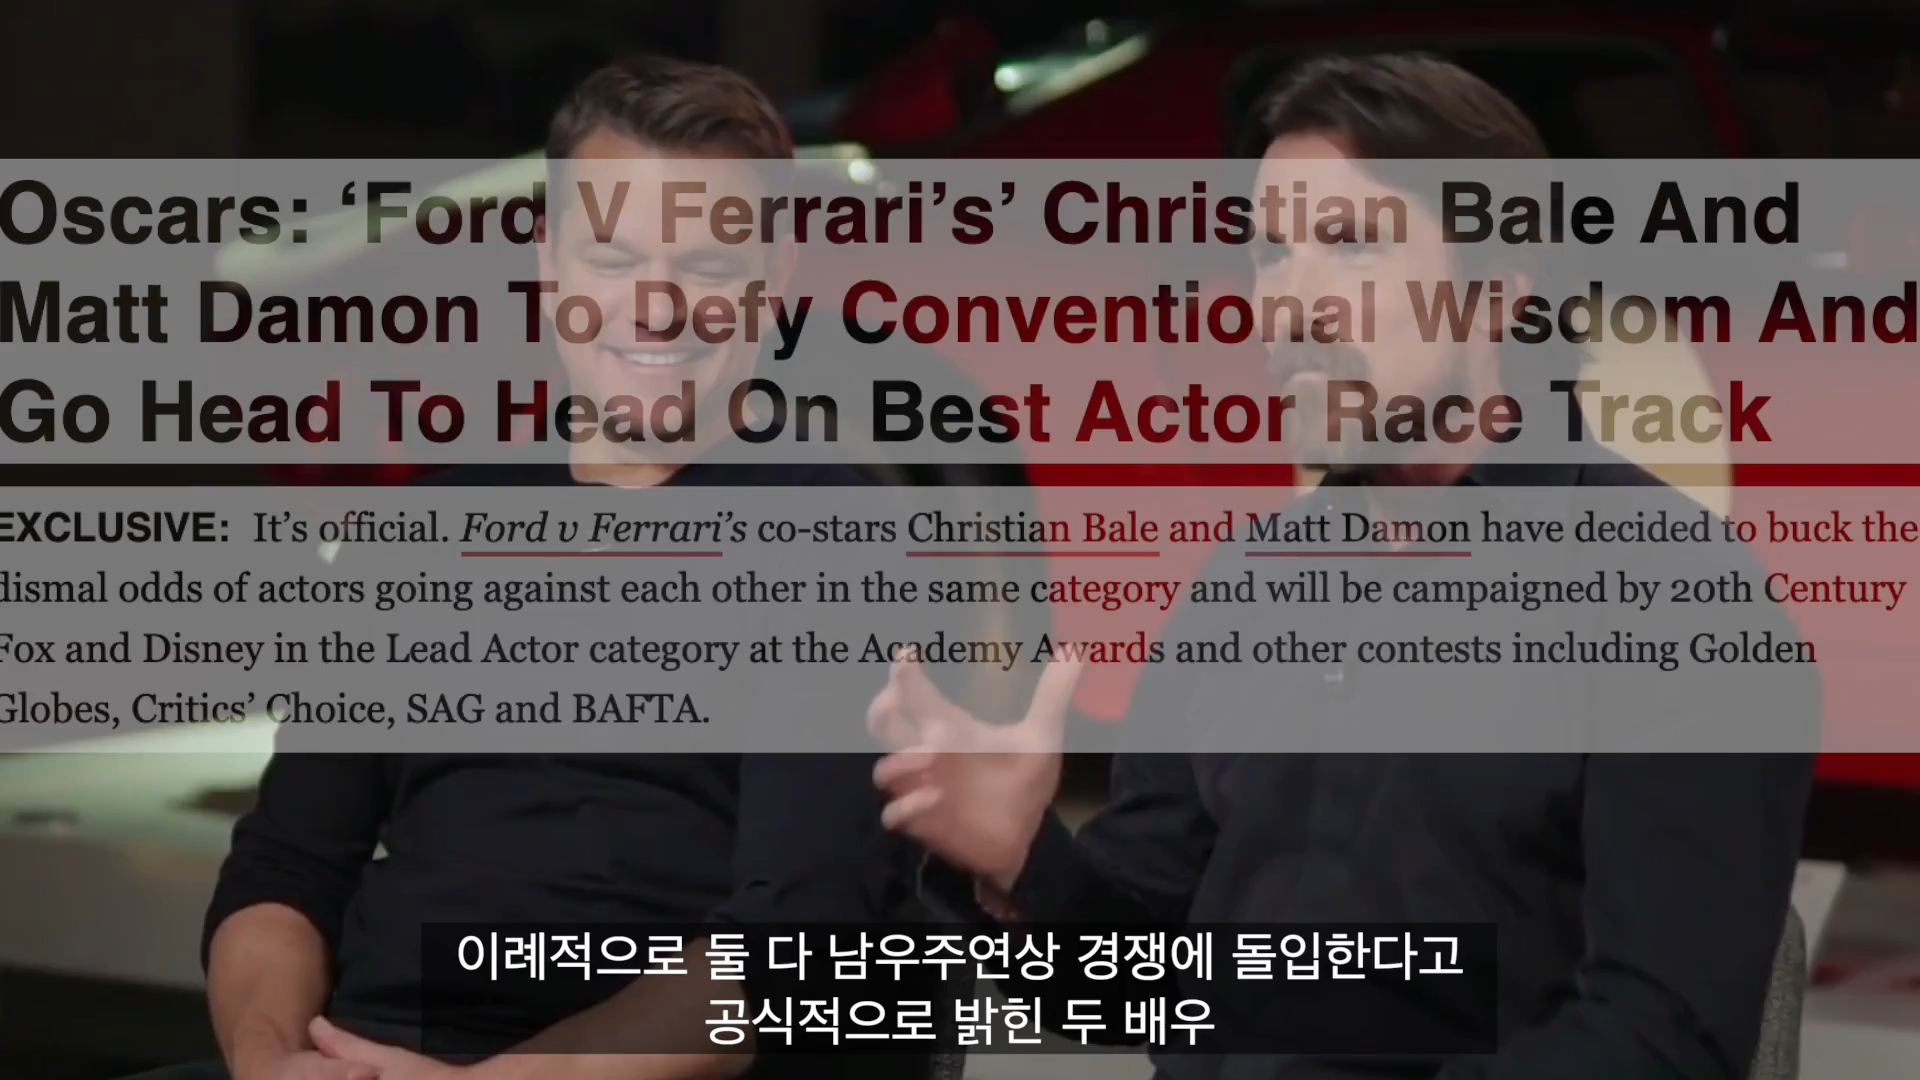 Oscars: ‘Ford V Ferrari’s’ Christian Bale And
Matt Damon To Defy Conventional Wisdom And
Go Head To Head On Best Actor Race Track
EXCLUSIVE: It’s official. Ford v Ferrari’s co-stars Christian Bale and Matt Damon have decided to buck the
dismal odds of actors going against each other in the same category and will be campaigned by 20th Century
Fox and Disney in the Lead Actor category at the Academy Awards and other contests including Golden
Globes, Critics’ Choice, SAG and BAFTA.
이례적으로 둘 다 남우주연상 경쟁에 돌입한다고
공식적으로 밝힌 두 배우